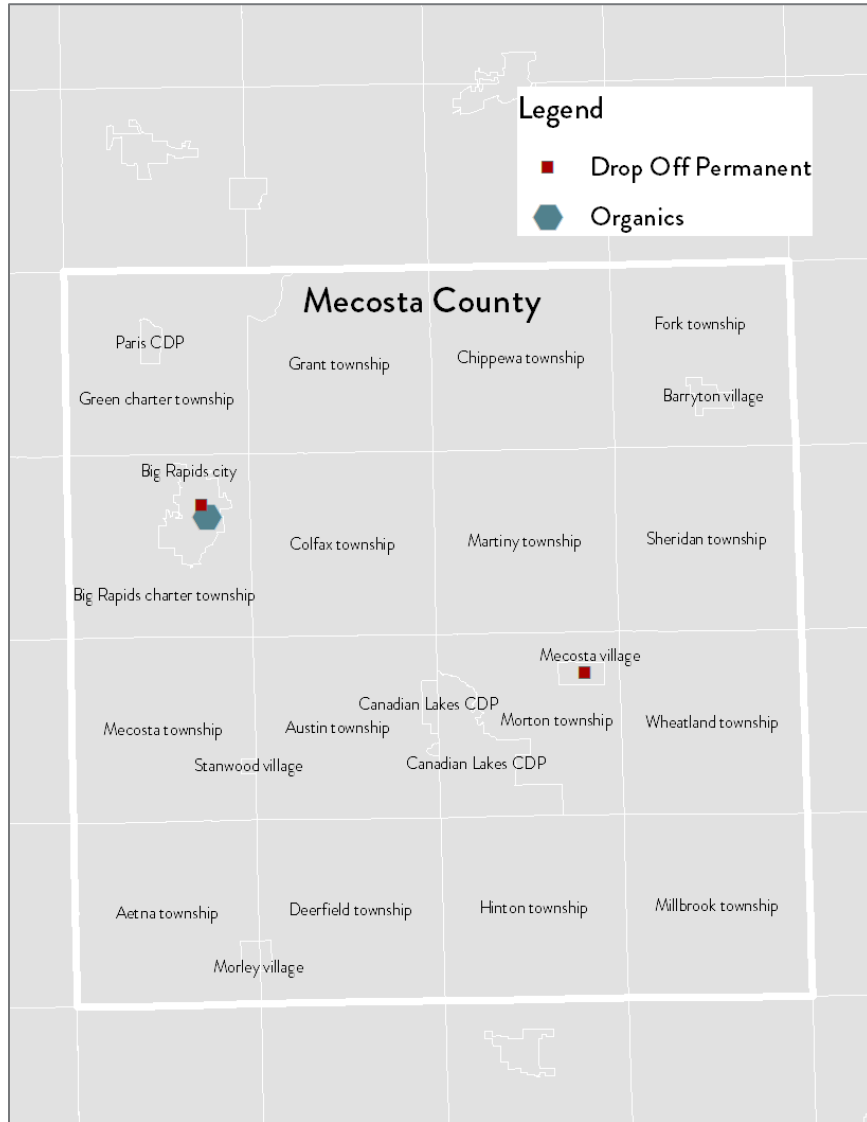 Legend
Drop Off Permanent
Organics
Mecosta County
Fork township
Paris CDP
Grant township
Chippewa township
Green charter township
Barryton village
Big Rapids city
Colfax township
Martiny township
Sheridan township
Big Rapids charter township
Mecosta village
Canadian Lakes CDP
Mecosta township
Austin township
Morton township
Wheatland township
Stanwood village
Canadian Lakes CDP
Aetna township
Deerfield township
Hinton township
Millbrook township
Morley village